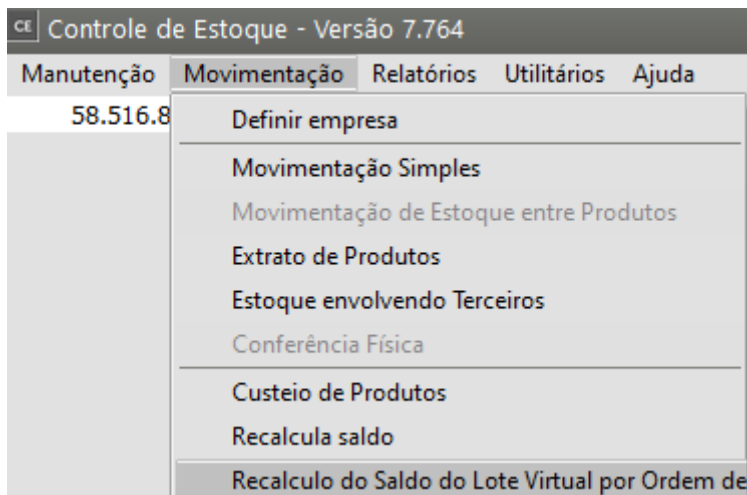 CE Controle de Estoque - Versão 7.764
Manutenção Movimentação Relatórios Utilitários Ajuda
58.516.8
Definir empresa
Movimentação Simples
Movimentação de Estoque entre Produtos
Extrato de Produtos
Estoque envolvendo Terceiros
Conferência Física
Custeio de Produtos
Recalcula saldo
Recalculo do Saldo do Lote Virtual por Ordem de